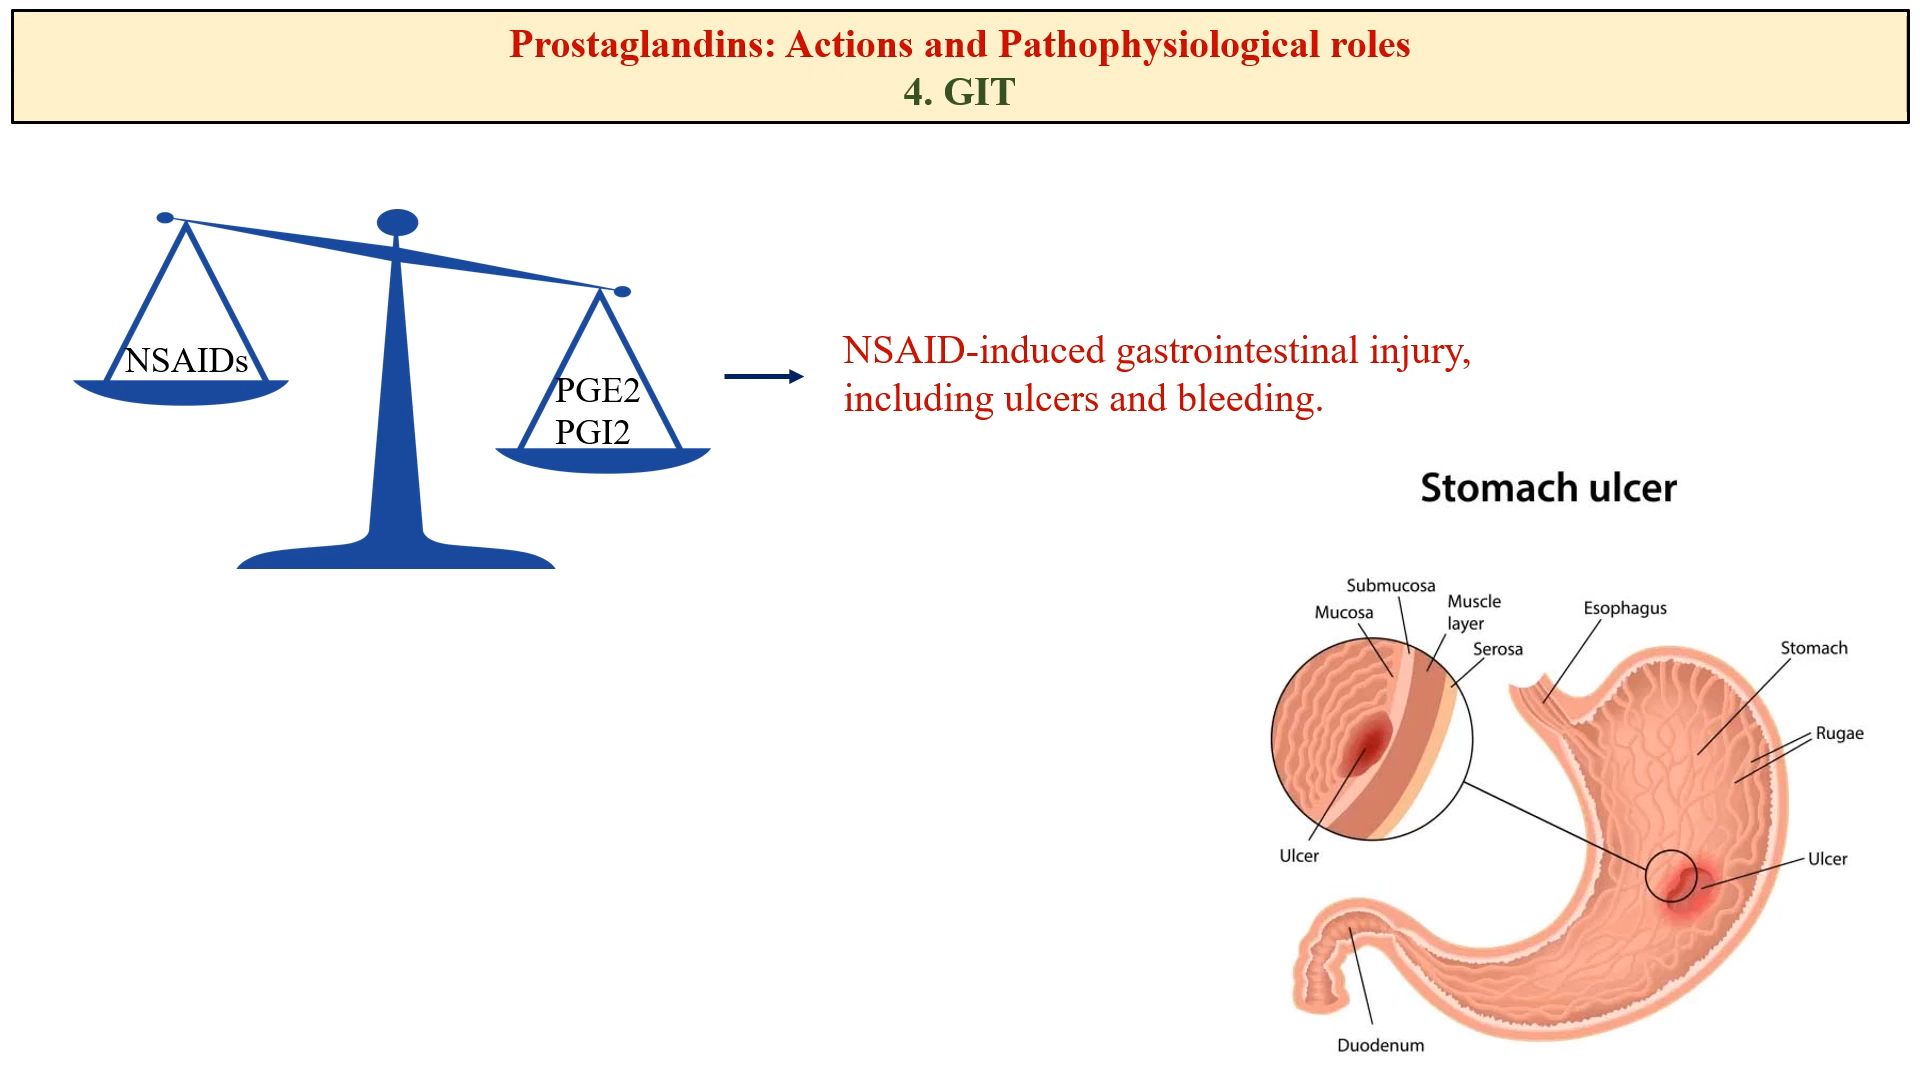 Prostaglandins: Actions and Pathophysiological roles
4. GIT
NSAIDs
PGE2
PGI2
NSAID-induced gastrointestinal injury,
including ulcers and bleeding.
Stomach ulcer
Submucosa
Mucosa
Muscle
layer
Serosa
Esophagus
Stomach
Rugae
Ulcer
Ulcer
Duodenum